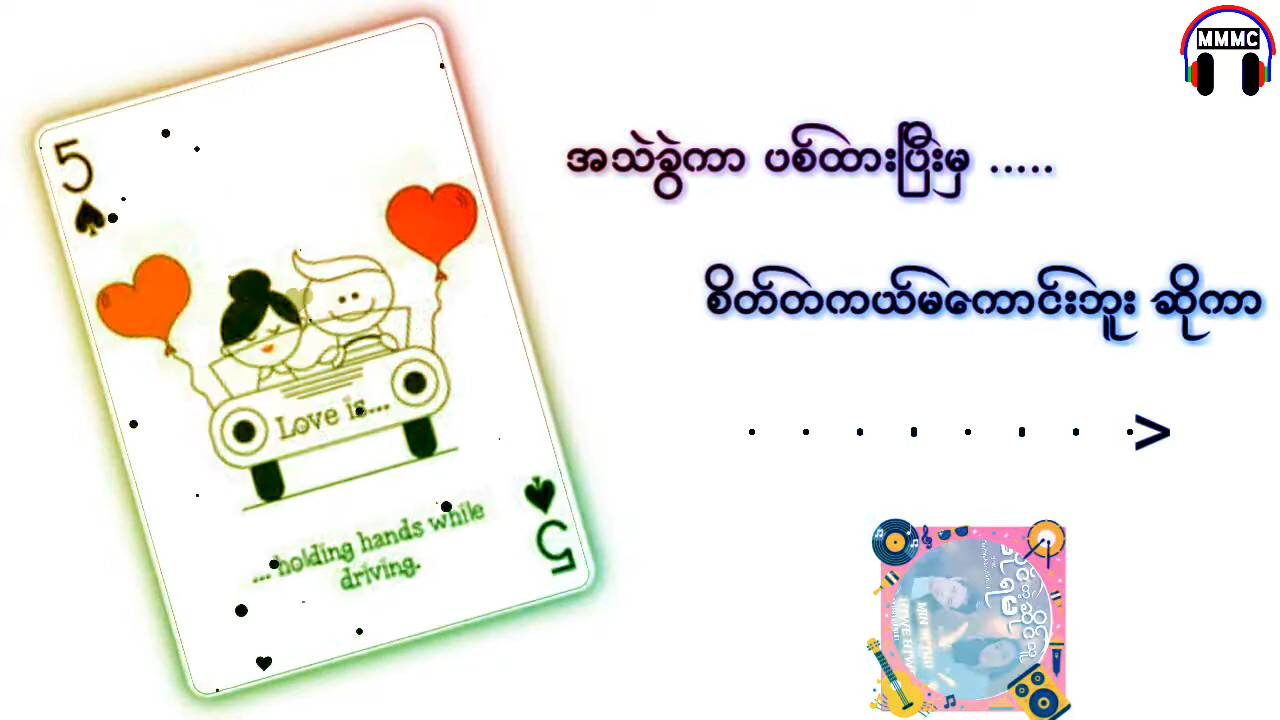 MMMC
5
အသဲခွဲကာ ပစ်ထားပြီးမှ .....
စိတ်တကယ်မကောင်းဘူး ဆိုကာ
. . . . . . . . >
Love is...
... holding hands while
driving.
5